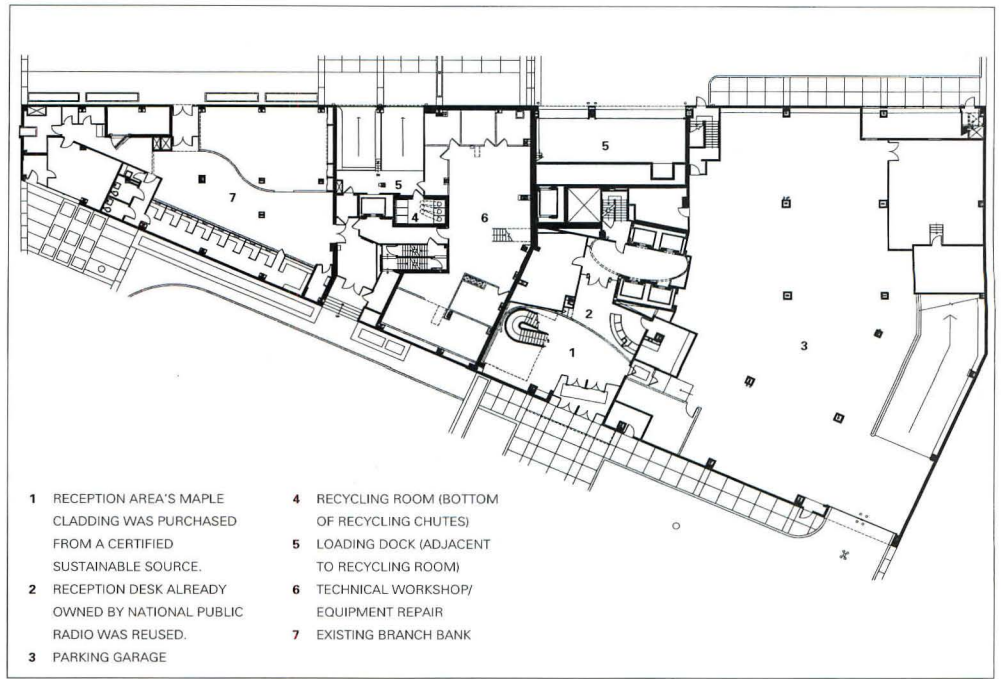 5
7
5
4
6
2
1
3
1 RECEPTION AREA'S MAPLE
CLADDING WAS PURCHASED
FROM A CERTIFIED
SUSTAINABLE SOURCE.
2 RECEPTION DESK ALREADY
OWNED BY NATIONAL PUBLIC
RADIO WAS REUSED.
3 PARKING GARAGE
4 RECYCLING ROOM (BOTTOM
OF RECYCLING CHUTES)
5 LOADING DOCK (ADJACENT
TO RECYCLING ROOM)
6 TECHNICAL WORKSHOP/
EQUIPMENT REPAIR
7 EXISTING BRANCH BANK